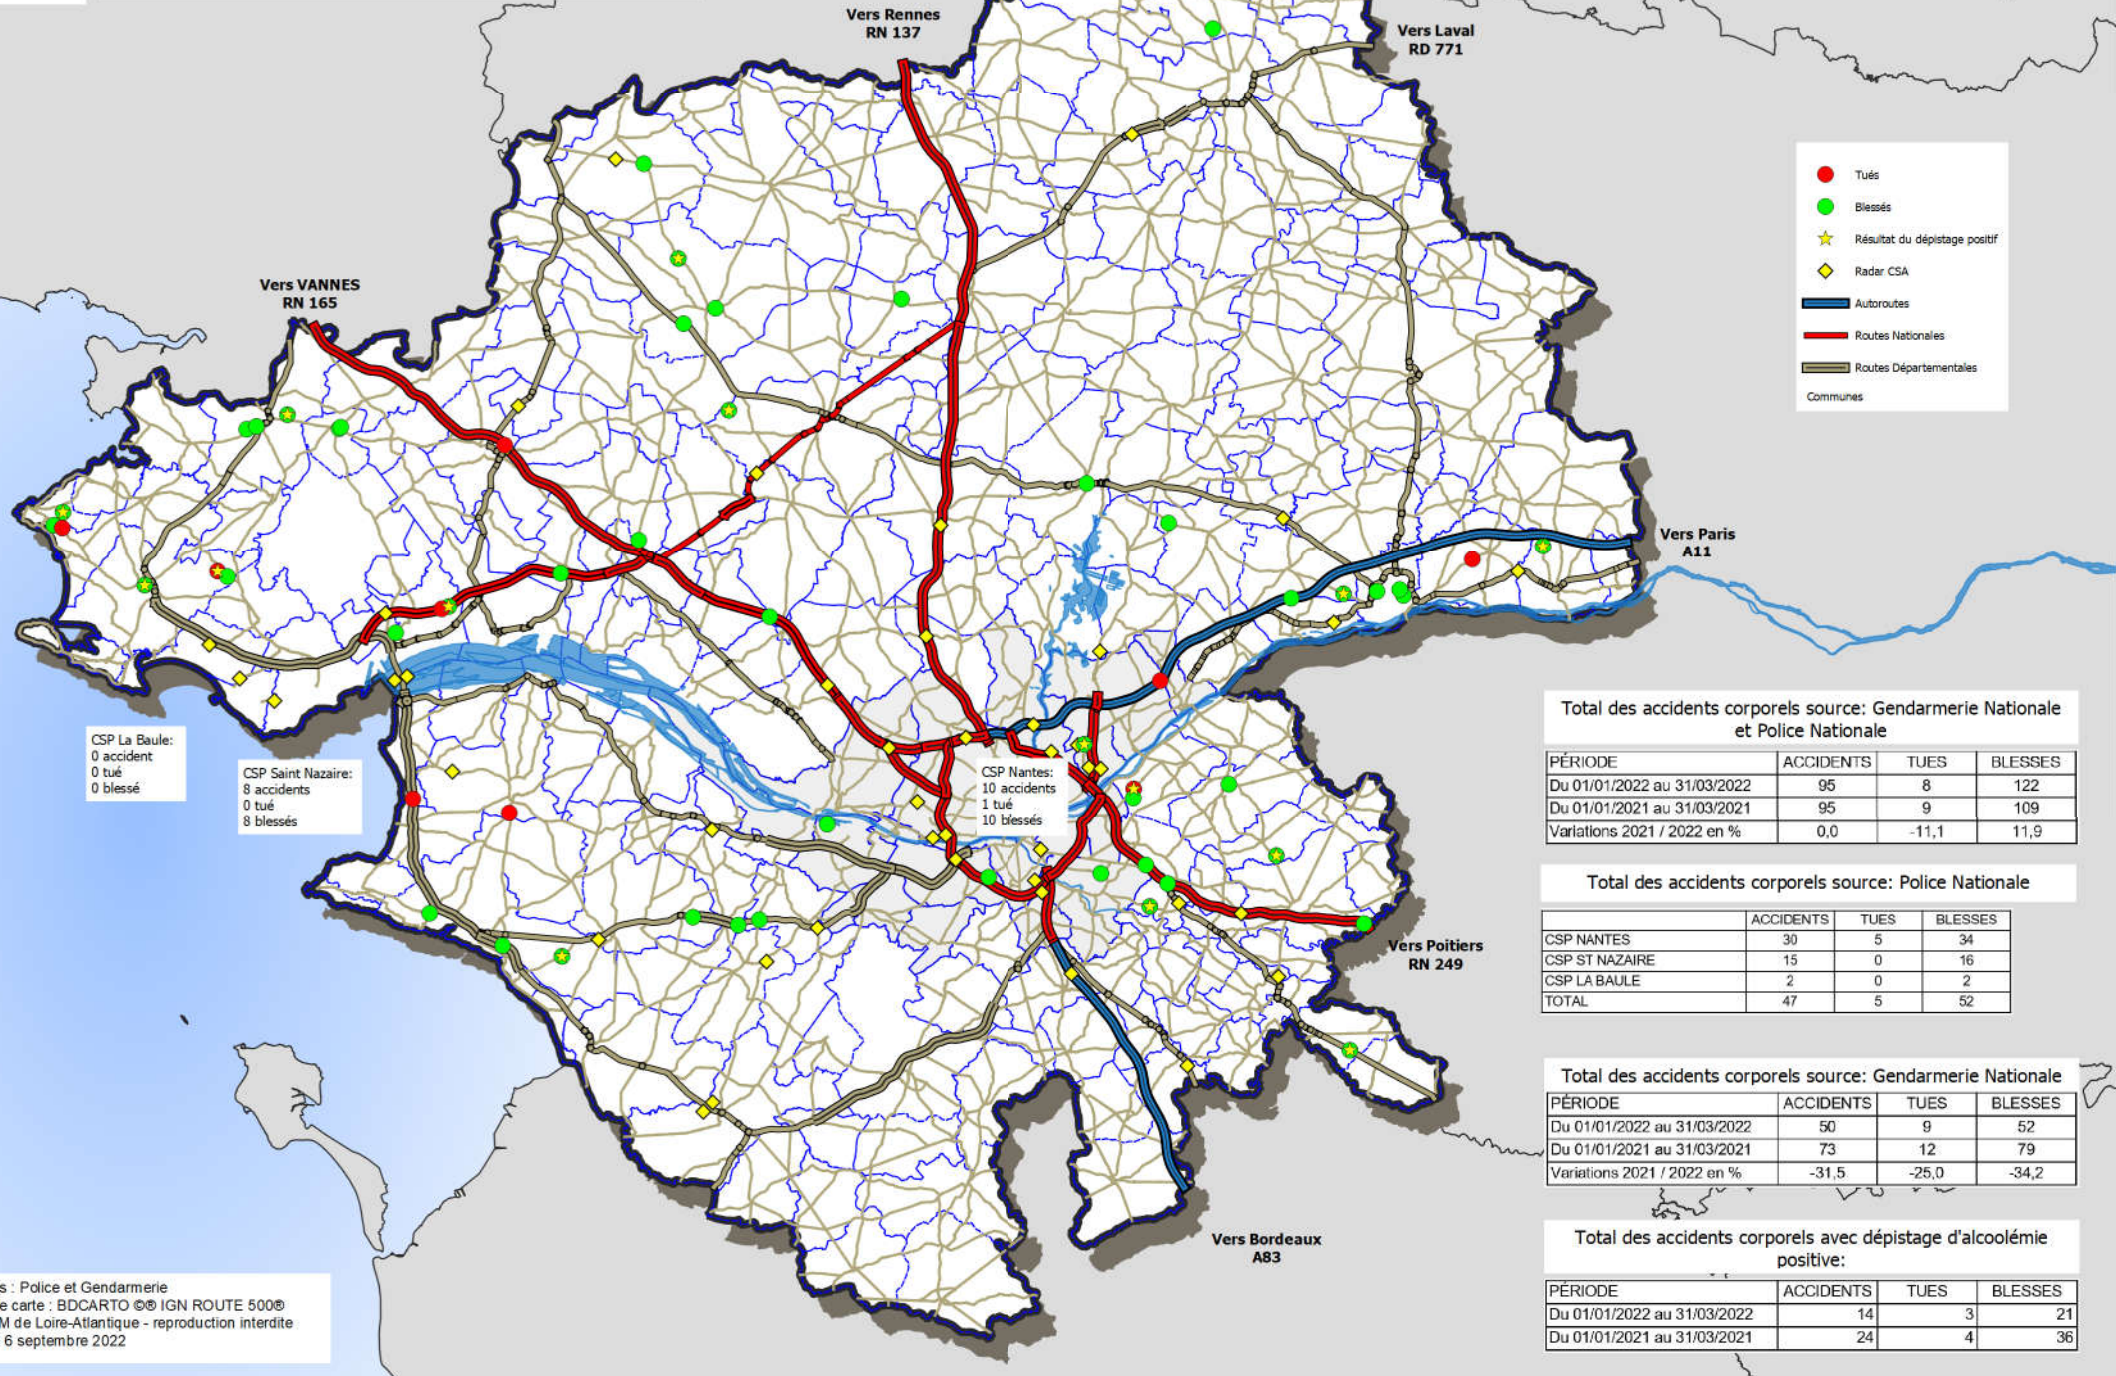 Vers Rennes
RN 137
Vers Laval
RD 771
Tués
Blessés
Résultat du dépistage positif
Radar CSA
Autoroutes
Routes Nationales
Routes Départementales
Communes
Vers VANNES
RN 165
Vers Paris
A11
CSP La Baule:
0 accident
0 tué
0 blessé
CSP Saint Nazaire:
8 accidents
0 tué
8 blessés
CSP Nantes:
10 accidents
1 tué
10 blessés
Vers Poitiers
RN 249
Vers Bordeaux
A83
Total des accidents corporels source: Gendarmerie Nationale
et Police Nationale
PÉRIODE ACCIDENTS TUES BLESSES
Du 01/01/2022 au 31/03/2022 95 8 122
Du 01/01/2021 au 31/03/2021 95 9 109
Variations 2021 / 2022 en % 0,0 -11,1 11,9
Total des accidents corporels source: Police Nationale
ACCIDENTS TUES BLESSES
CSP NANTES 30 5 34
CSP ST NAZAIRE 15 0 16
CSP LA BAULE 2 0 2
TOTAL 47 5 52
Total des accidents corporels source: Gendarmerie Nationale
PÉRIODE ACCIDENTS TUES BLESSES
Du 01/01/2022 au 31/03/2022 50 9 52
Du 01/01/2021 au 31/03/2021 73 12 79
Variations 2021 / 2022 en % -31,5 -25,0 -34,2
Total des accidents corporels avec dépistage d'alcoolémie
positive:
PÉRIODE ACCIDENTS TUES BLESSES
Du 01/01/2022 au 31/03/2022 14 3 21
Du 01/01/2021 au 31/03/2021 24 4 36
s : Police et Gendarmerie
e carte : BDCARTO ©® IGN ROUTE 500®
M de Loire-Atlantique - reproduction interdite
6 septembre 2022